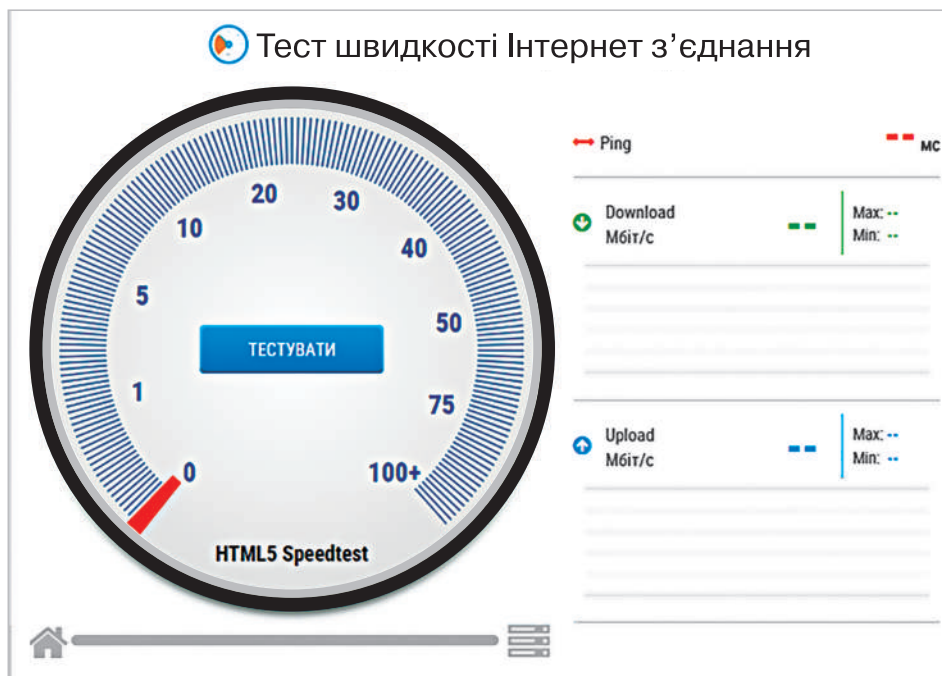 Тест швидкості Інтернет з’єднання
0
1
5
10
20
30
40
50
75
100+
ТЕСТУВАТИ
HTML5 Speedtest
Ping -- мс
Download
Мбіт/с
--
Max: --
Min: --
Upload
Мбіт/с
--
Max: --
Min: --